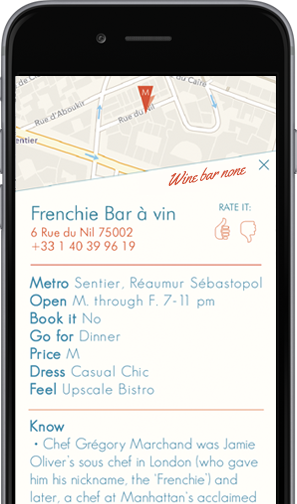 de C
Rue d'Aboukir
Rue du Nil
du Caire
entier
M
Wine bar none
Frenchie Bar à vin
RATE IT:
6 Rue du Nil 75002
+33 1 40 39 96 19
Metro Sentier, Réaumur Sébastopol
Open M. through F. 7-11 pm
Book it No
Go for Dinner
Price M
Dress Casual Chic
Feel Upscale Bistro
Know
• Chef Grégory Marchand was Jamie
Oliver's sous chef in London (who gave
him his nickname, the 'Frenchie') and
later, a chef at Manhattan's acclaimed